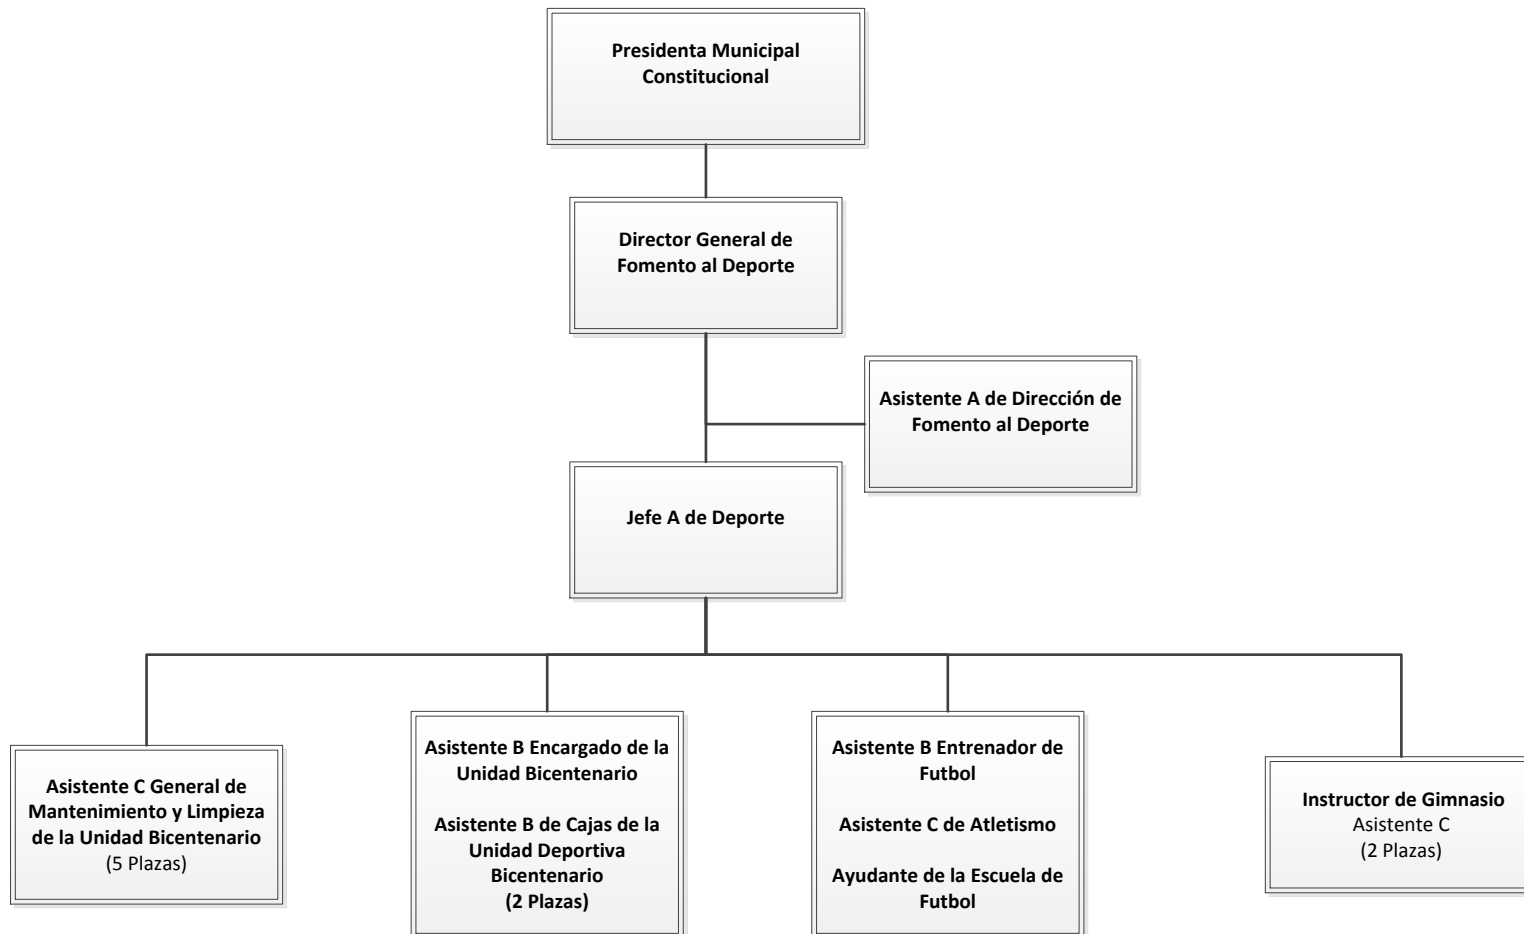 Presidenta Municipal
Constitucional
Director General de
Fomento al Deporte
Asistente A de Dirección de
Fomento al Deporte
Jefe A de Deporte
Asistente C General de
Mantenimiento y Limpieza
de la Unidad Bicentenario
(5 Plazas)
Asistente B Encargado de la
Unidad Bicentenario
Asistente B de Cajas de la
Unidad Deportiva
Bicentenario
(2 Plazas)
Asistente B Entrenador de
Futbol
Asistente C de Atletismo
Ayudante de la Escuela de
Futbol
Instructor de Gimnasio
Asistente C
(2 Plazas)